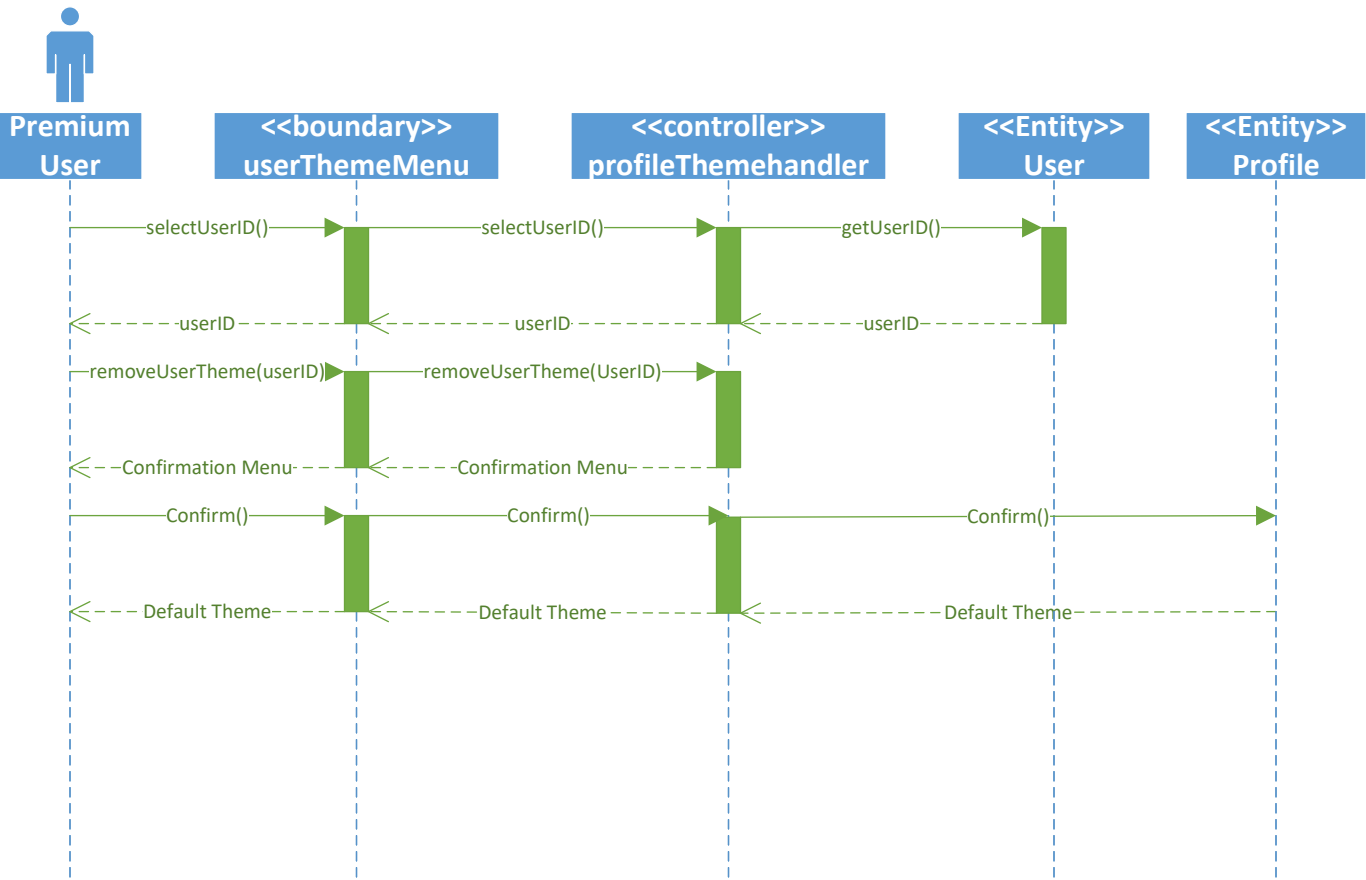 Premium
User
<<boundary>>
userThemeMenu
<<controller>>
profileThemehandler
<<Entity>>
User
<<Entity>>
Profile
selectUserID()
selectUserID()
getUserID()
userID
userID
userID
removeUserTheme(userID)
removeUserTheme(UserID)
Confirmation Menu
Confirmation Menu
Confirm()
Confirm()
Confirm()
Default Theme
Default Theme
Default Theme